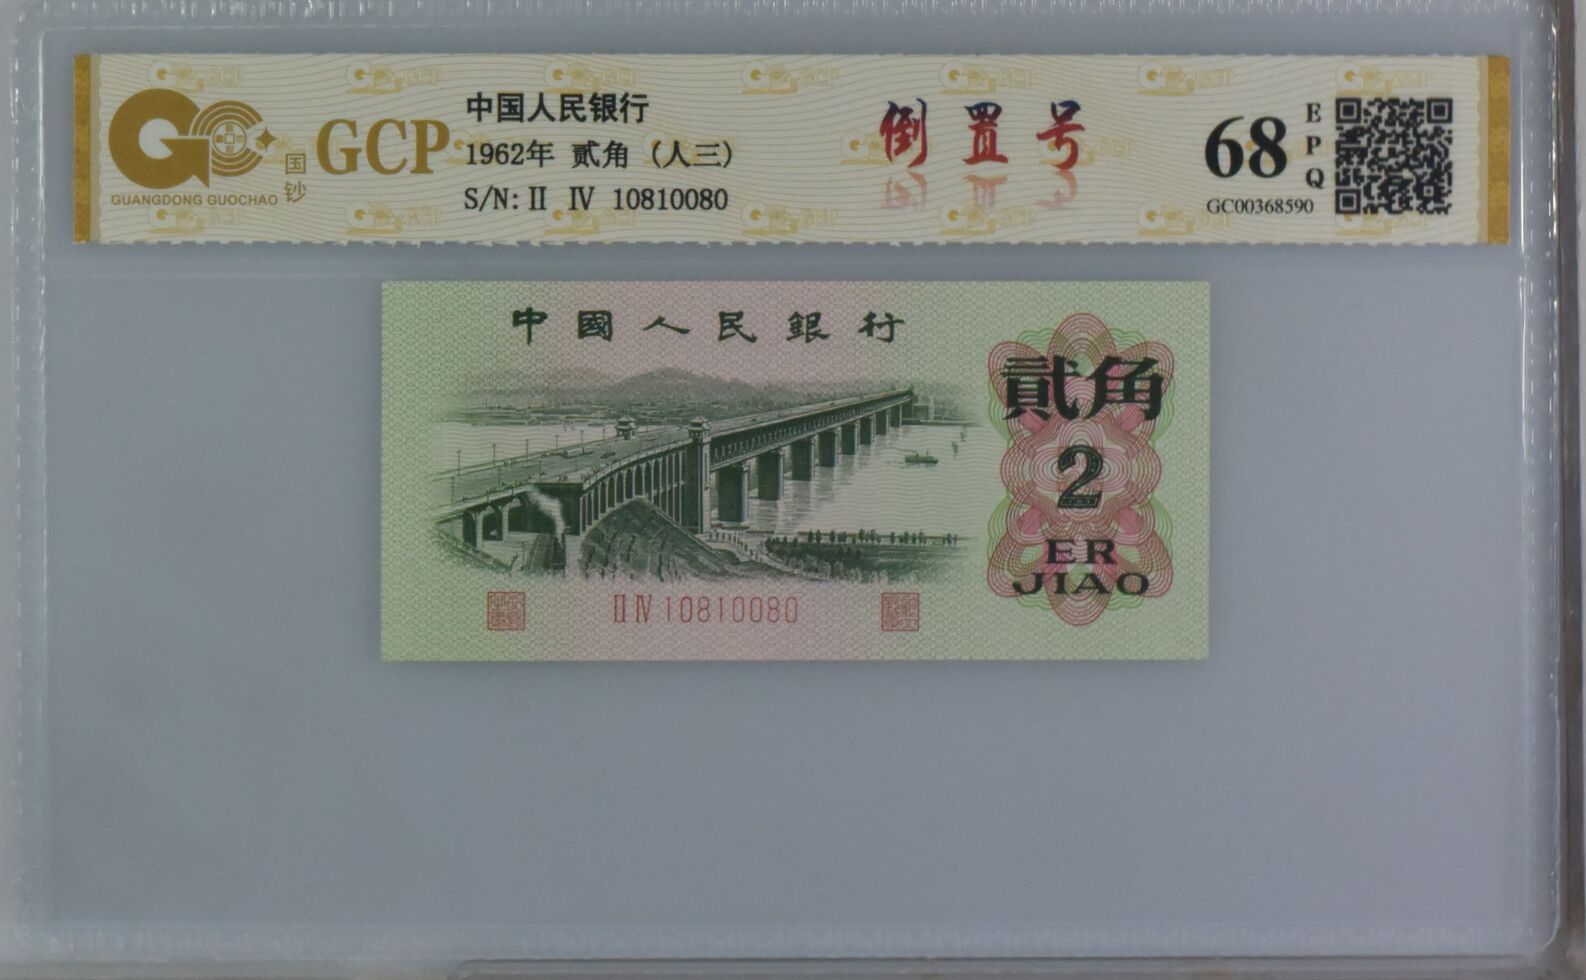 GUANGDONG GUOCHAO
国钞
GCP
中国人民银行
1962年 贰角 (人三)
S/N: II IV 10810080
倒置号
68
EPQ
GC00368590
中國人民銀行
貳角
2
ER
JIAO
II IV 10810080